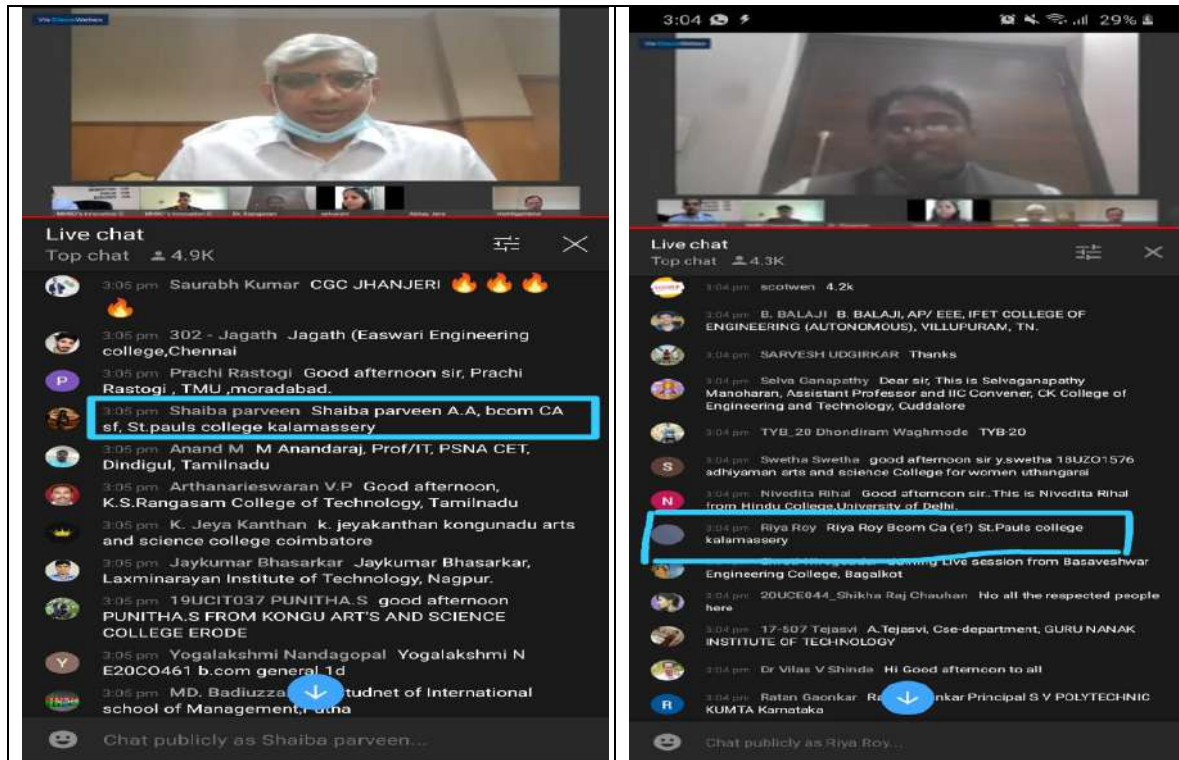 Live chat
Top chat 4.9K
3:05 pm Saurabh Kumar CGC JHANJERI 🔥 🔥 🔥
🔥
3:05 pm 302 - Jagath Jagath (Easwari Engineering
college,Chennai
3:05 pm Prachi Rastogi Good afternoon sir, Prachi
Rastogi , TMU ,moradabad.
3:05 pm Shaiba parveen Shaiba parveen A.A, bcom CA
sf, St.pauls college kalamassery
3:05 pm Anand M M Anandaraj, Prof/IT, PSNA CET,
Dindigul, Tamilnadu
3:05 pm Arthanarieswaran V.P Good afternoon,
K.S.Rangasam College of Technology, Tamilnadu
3:05 pm K. Jeya Kanthan k. jeyakanthan kongunadu arts
and science college coimbatore
3:05 pm Jaykumar Bhasarkar Jaykumar Bhasarkar,
Laxminarayan Institute of Technology, Nagpur.
3:05 pm 19UCIT037 PUNITHA.S good afternoon
PUNITHA.S FROM KONGU ART'S AND SCIENCE
COLLEGE ERODE
3:05 pm Yogalakshmi Nandagopal Yogalakshmi N
E20CO461 b.com general 1d
3:05 pm MD. Badiuzza tudnet of International
school of Management,
Chat publicly as Shaiba parveen...
3:04 29%
Live chat
Top chat 4.3K
3:04 pm scotwen 4.2k
3:04 pm B. BALAJI B. BALAJI, AP/ EEE, IFET COLLEGE OF
ENGINEERING (AUTONOMOUS), VILLUPURAM, TN.
3:04 pm SARVESH UDGIRKAR Thanks
3:04 pm Selva Ganapathy Dear sir, This is Selvaganapathy
Manoharan, Assistant Professor and IIC Convener, CK College of
Engineering and Technology, Cuddalore
3:04 pm TYB_20 Dhondiram Waghmode TYB-20
3:04 pm Swetha Swetha good afternoon sir y.swetha 18UZO1576
adhiyaman arts and science College for women uthangarai
3:04 pm Nivedita Rihal Good afternoon sir..This is Nivedita Rihal
from Hindu College,University of Delhi.
3:04 pm Riya Roy Riya Roy Bcom Ca (sf) St.Pauls college
kalamassery
Live session from Basaveshwar
Engineering College, Bagalkot
3:04 pm 20UCE044_Shikha Raj Chauhan hlo all the respected people
here
3:04 pm 17-507 Tejasvi A.Tejasvi, Cse-department, GURU NANAK
INSTITUTE OF TECHNOLOGY
3:04 pm Dr Vilas V Shinde Hi Good afternoon to all
3:04 pm Ratan Gaonkar Ra nkar Principal S V POLYTECHNIC
KUMTA Karnataka
Chat publicly as Riya Roy...